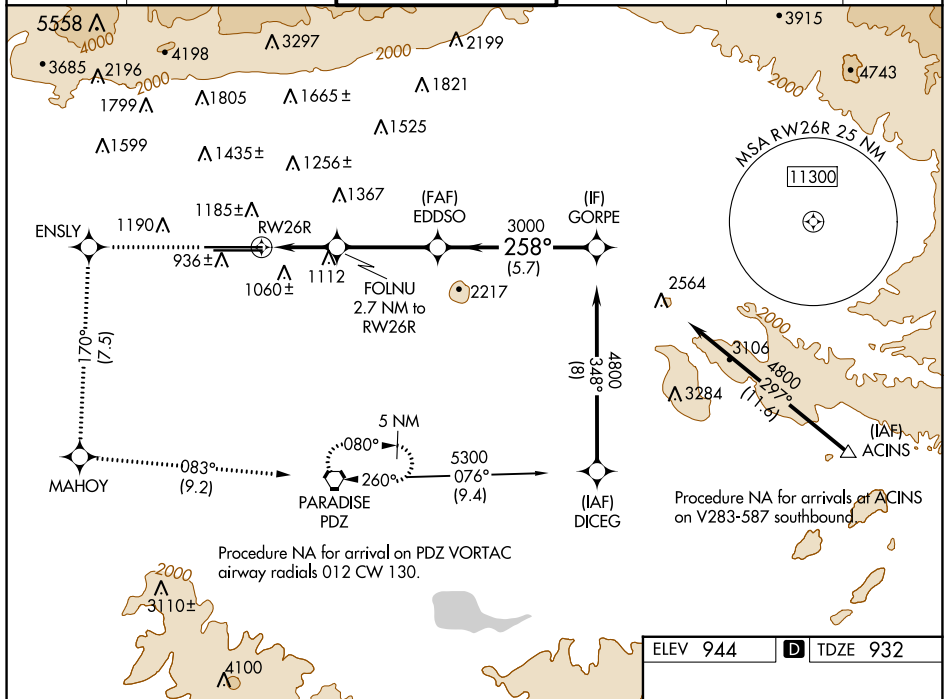 5558
4000
4198
3297
2000
2199
3915
3685
2196
2000
1799
1805
1665±
1821
2000
4743
1525
1599
1435±
1256±
MSA RW26R 25 NM
11300
1367
(FAF)
EDDSO
(IF)
GORPE
ENSLY
1190
1185±
RW26R
3000
258°
(5.7)
936±
1060±
1112
FOLNU
2.7 NM to
RW26R
2217
2564
2000
170°
(7.5)
4800
348°
(8)
3106
4800
297°
(11.6)
3284
5 NM
080°
260°
(IAF)
ACINS
MAHOY
083°
(9.2)
PARADISE
PDZ
5300
076°
(9.4)
(IAF)
DICEG
Procedure NA for arrivals at ACINS
on V283-587 southbound.
Procedure NA for arrival on PDZ VORTAC
airway radials 012 CW 130.
2000
3110±
4100
ELEV 944
D
TDZE 932